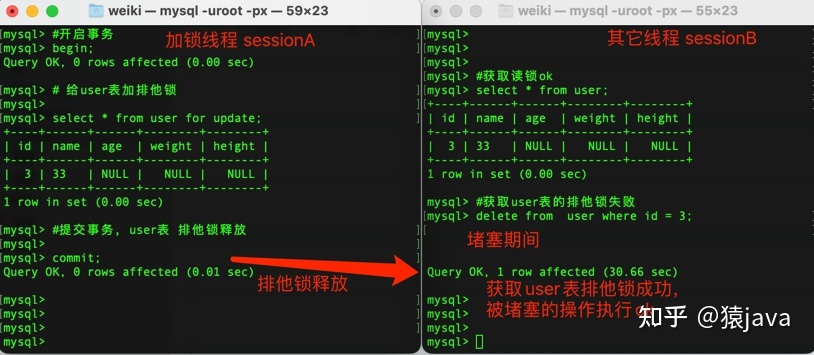 weiki — mysql -uroot -px — 59×23
mysql> #开启事务
mysql> begin;
Query OK, 0 rows affected (0.00 sec)
加锁线程 sessionA
mysql> # 给user表加排他锁
mysql>
mysql> select * from user for update;
+----+------+------+--------+--------+
| id | name | age | weight | height |
+----+------+------+--------+--------+
| 3 | 33 | NULL | NULL | NULL |
+----+------+------+--------+--------+
1 row in set (0.00 sec)
mysql> #提交事务, user表 排他锁释放
mysql>
mysql> commit;
Query OK, 0 rows affected (0.01 sec)
排他锁释放
mysql>
mysql>
mysql>
mysql>
weiki — mysql -uroot -px — 55×23
mysql>
mysql>
其它线程 sessionB
mysql>
mysql> #获取读锁ok
mysql> select * from user;
+----+------+------+--------+--------+
| id | name | age | weight | height |
+----+------+------+--------+--------+
| 3 | 33 | NULL | NULL | NULL |
+----+------+------+--------+--------+
1 row in set (0.00 sec)
mysql> #获取user表的排他锁失败
mysql> delete from user where id = 3;
堵塞期间
Query OK, 1 row affected (30.66 sec)
获取user表排他锁成功,
被堵塞的操作执行ok
mysql>
mysql>
mysql>
mysql>
知乎 @猿java